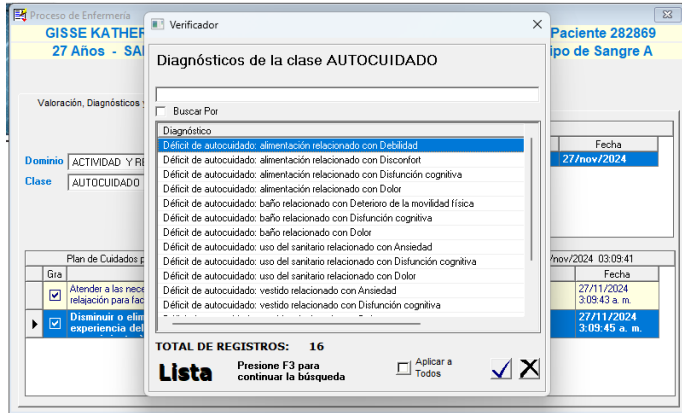 Proceso de Enfermería
GISSE KATHER
Paciente 282869
27 Años - SA
ipo de Sangre A
Valoración, Diagnósticos y
Dominio ACTIVIDAD Y RE
Clase AUTOCUIDADO
Fecha
27/nov/2024
Plan de Cuidados p
/nov/2024 03:09:41
Gra
Fecha
Atender a las nece
relajación para fac
27/11/2024
3:09:43 a. m.
Disminuir o elim
experiencia del
27/11/2024
3:09:45 a. m.
Verificador
Diagnósticos de la clase AUTOCUIDADO
Buscar Por
Diagnóstico
Déficit de autocuidado: alimentación relacionado con Debilidad
Déficit de autocuidado: alimentación relacionado con Disconfort
Déficit de autocuidado: alimentación relacionado con Disfunción cognitiva
Déficit de autocuidado: alimentación relacionado con Dolor
Déficit de autocuidado: baño relacionado con Deterioro de la movilidad física
Déficit de autocuidado: baño relacionado con Disfunción cognitiva
Déficit de autocuidado: baño relacionado con Dolor
Déficit de autocuidado: uso del sanitario relacionado con Ansiedad
Déficit de autocuidado: uso del sanitario relacionado con Disfunción cognitiva
Déficit de autocuidado: uso del sanitario relacionado con Dolor
Déficit de autocuidado: vestido relacionado con Ansiedad
Déficit de autocuidado: vestido relacionado con Disfunción cognitiva
TOTAL DE REGISTROS: 16
Lista
Presione F3 para
continuar la búsqueda
Aplicar a
Todos